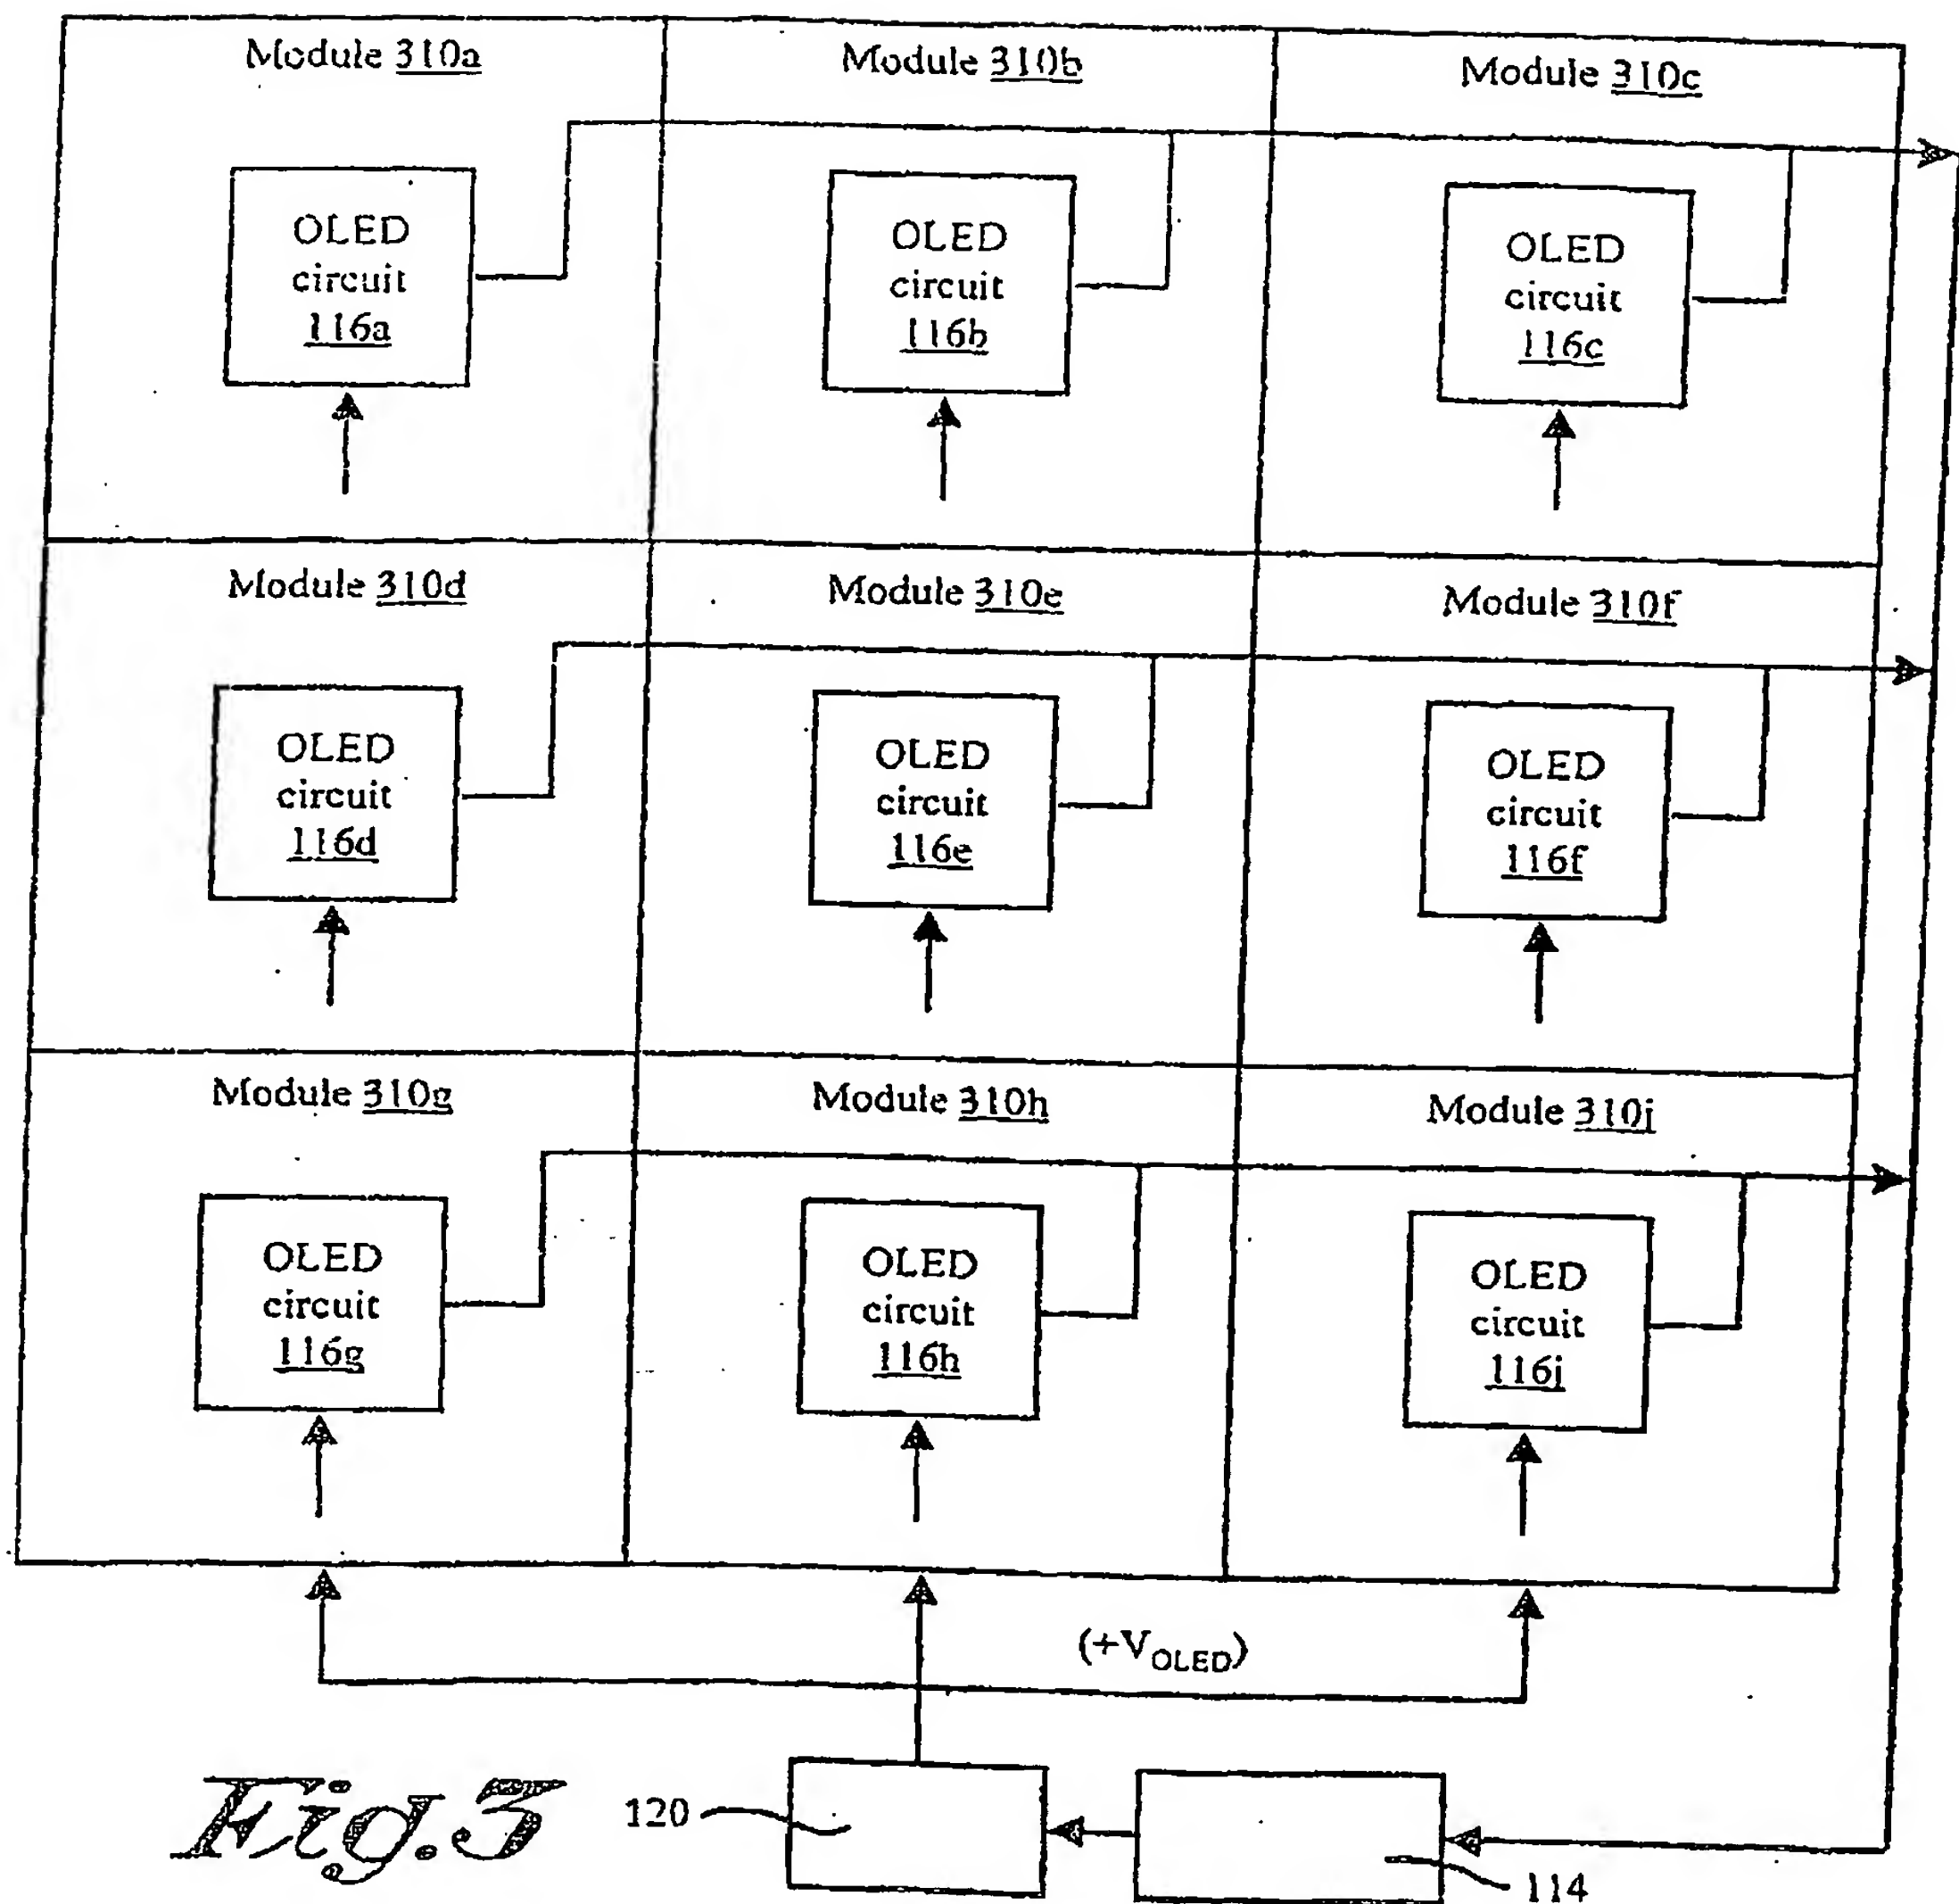 Module 310a
Module 310b
Module 310c
OLED
circuit
116a
OLED
circuit
116b
OLED
circuit
116c
Module 310d
Module 310e
Module 310f
OLED
circuit
116d
OLED
circuit
116e
OLED
circuit
116f
Module 310g
Module 310h
Module 310j
OLED
circuit
116g
OLED
circuit
116h
OLED
circuit
116j
(+VOLED)
Fig.3
120
114